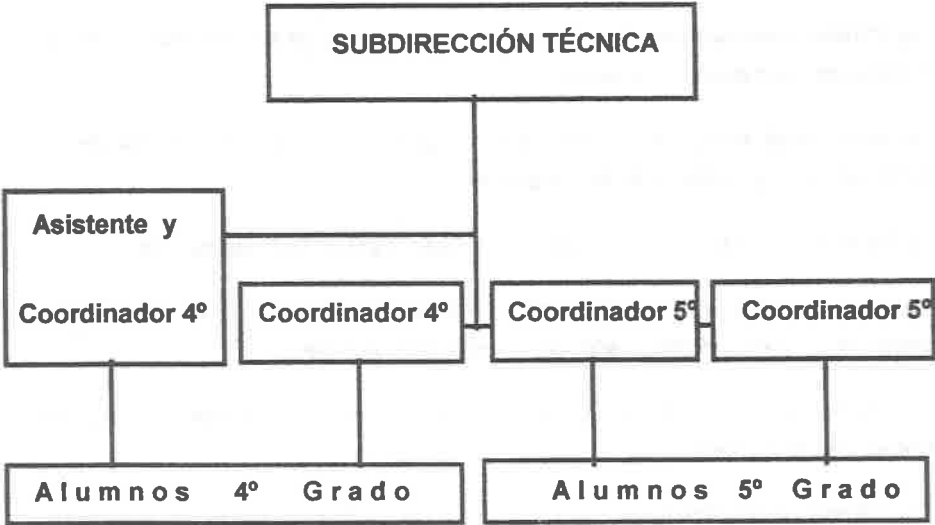 SUBDIRECCIÓN TÉCNICA
Asistente y
Coordinador 4º
Coordinador 4º
Coordinador 5º
Coordinador 5º
Alumnos 4º Grado
Alumnos 5º Grado